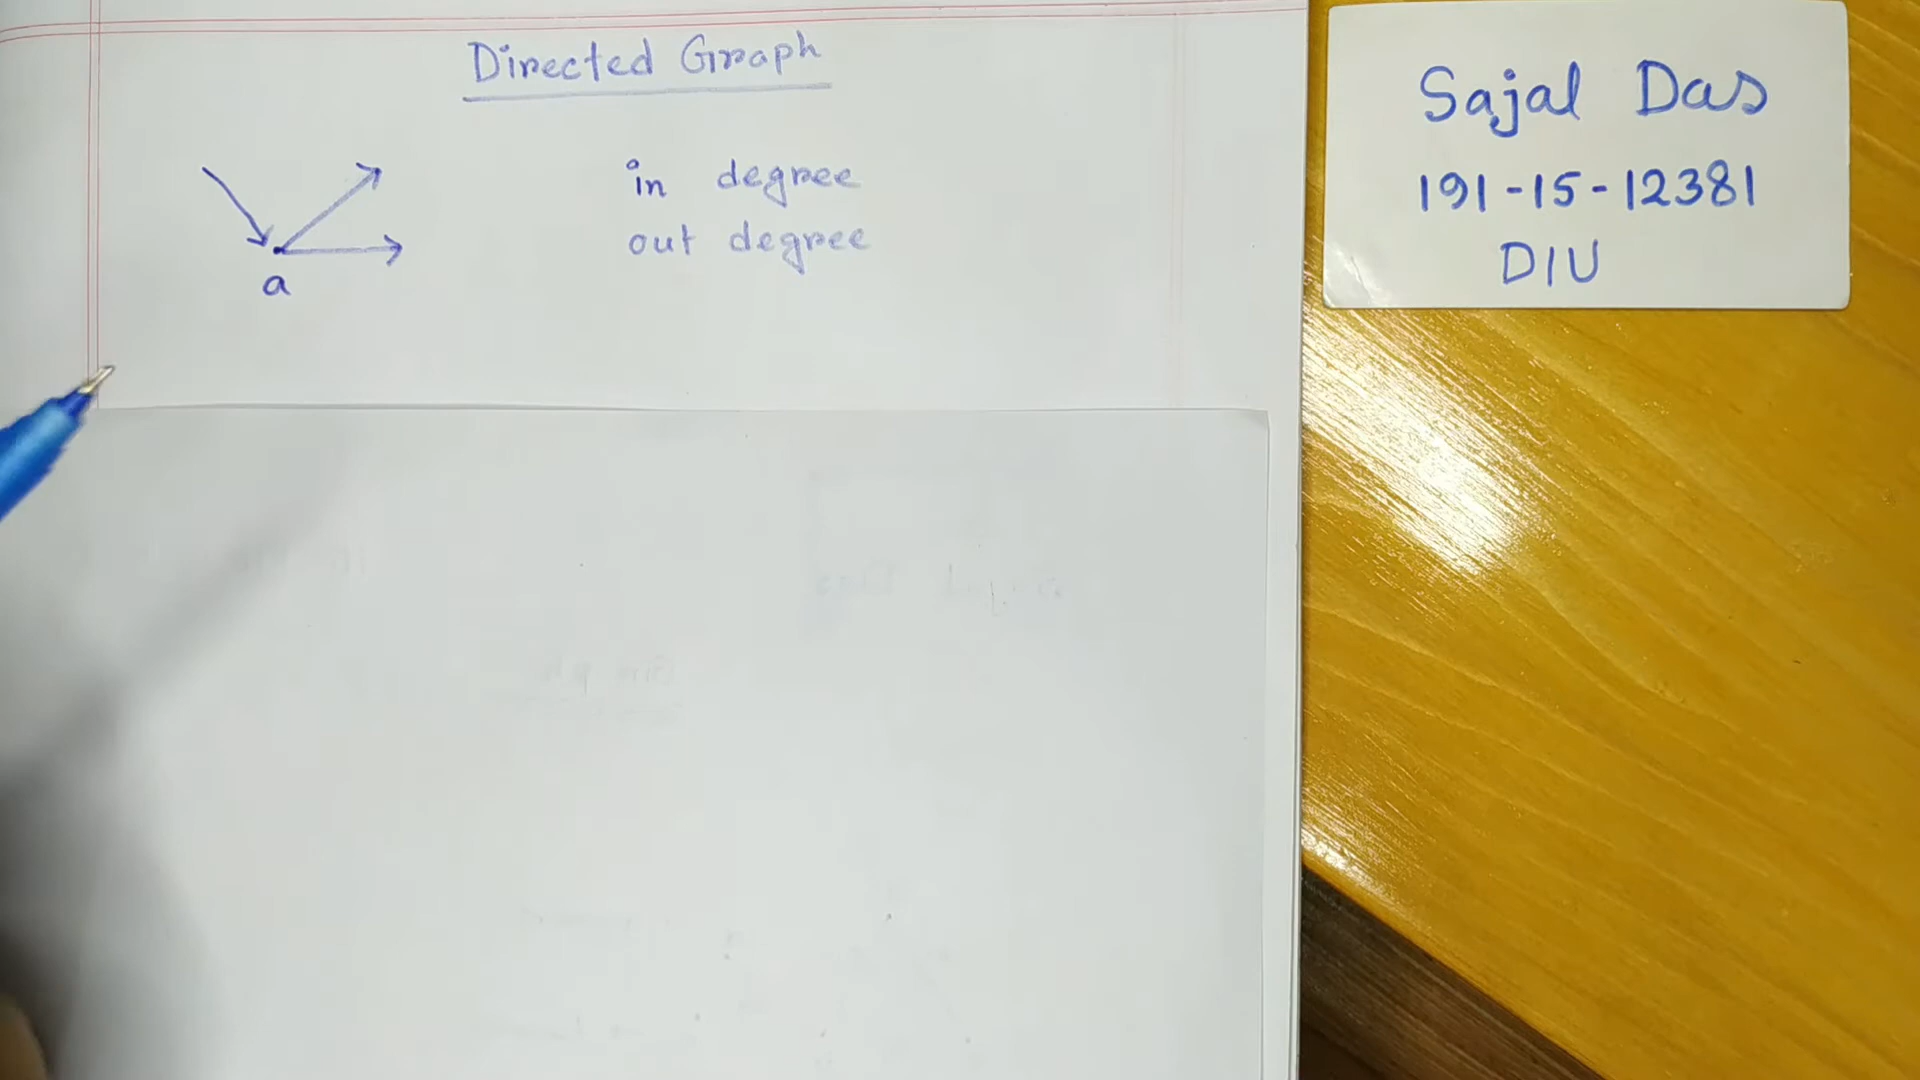 Directed Graph
in degree
out degree
a
Sajal Das
191-15-12381
DIU